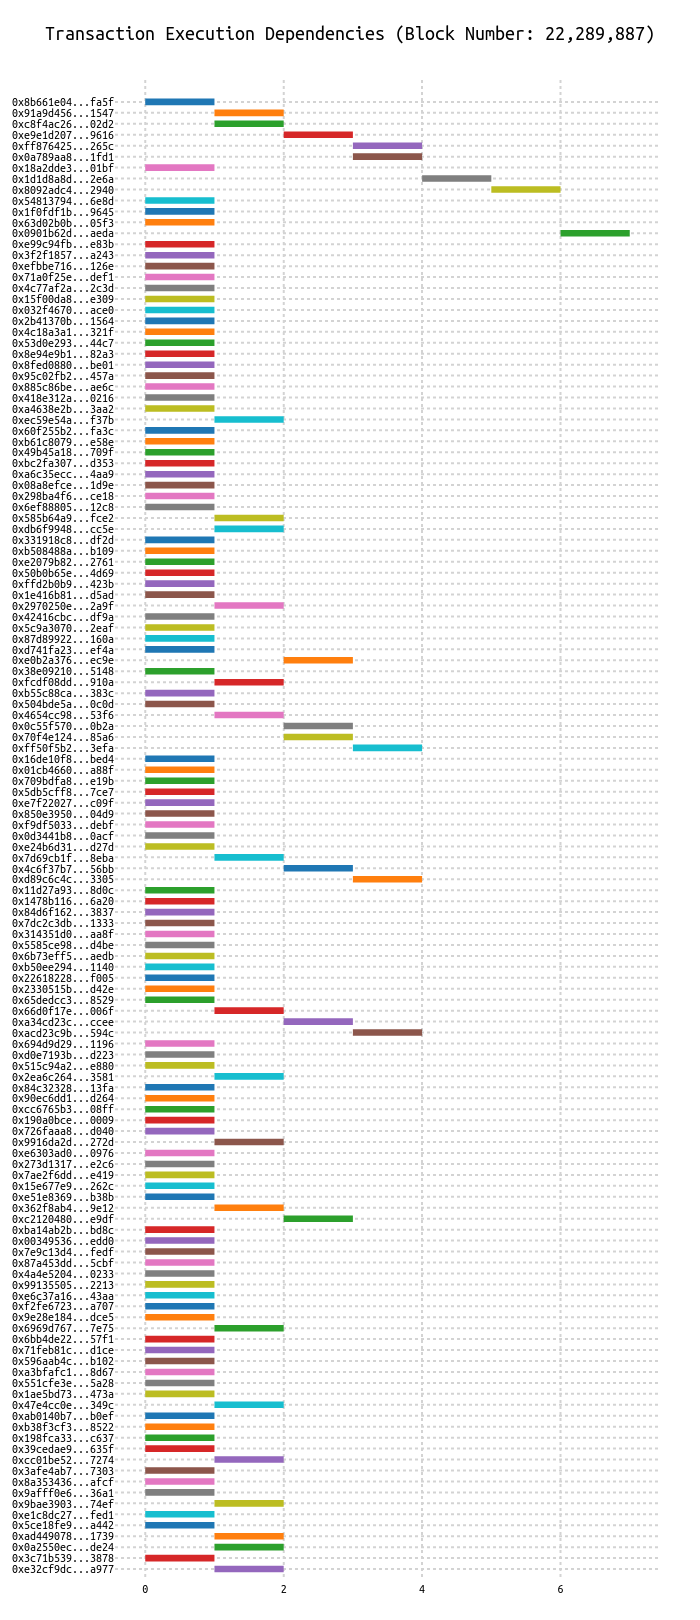 Transaction Execution Dependencies (Block Number: 22,289,887)
0x8b661e04...fa5f
0x91a9d456...1547
0xc8f4ac26...02d2
0xe9e1d207...9616
0xff876425...265c
0x0a789aa8...1fd1
0x18a2dde3...01bf
0x1d1d8a8d...2e6a
0x8092adc4...2940
0x54813794...6e8d
0x1f0fdf1b...9645
0x63d02b0b...05f3
0x0901b62d...aeda
0xe99c94fb...e83b
0x3f2f1857...a243
0xefbbe716...126e
0x71a0f25e...def1
0x4c77af2a...2c3d
0x15f00da8...e309
0x032f4670...ace0
0x2b41370b...1564
0x4c18a3a1...321f
0x53d0e293...44c7
0x8e94e9b1...82a3
0x8fed0880...be01
0x95c02fb2...457a
0x885c86be...ae6c
0x418e312a...0216
0xa4638e2b...3aa2
0xec59e54a...f37b
0x60f255b2...fa3c
0xb61c8079...e58e
0x49b45a18...709f
0xbc2fa307...d353
0xa6c35ecc...4aa9
0x08a8efce...1d9e
0x298ba4f6...ce18
0x6ef88805...12c8
0x585b64a9...fce2
0xdb6f9948...cc5e
0x331918c8...df2d
0xb508488a...b109
0xe2079b82...2761
0x50b0b65e...4d69
0xffd2b0b9...423b
0x1e416b81...d5ad
0x2970250e...2a9f
0x42416cbc...df9a
0x5c9a3070...2eaf
0x87d89922...160a
0xd741fa23...ef4a
0xe0b2a376...ec9e
0x38e09210...5148
0xfcdf08dd...910a
0xb55c88ca...383c
0x504bde5a...0c0d
0x4654cc98...53f6
0x0c55f570...0b2a
0x70f4e124...85a6
0xff50f5b2...3efa
0x16de10f8...bed4
0x01cb4660...a88f
0x709bdfa8...e19b
0x5db5cff8...7ce7
0xe7f22027...c09f
0x850e3950...04d9
0xf9df5033...debf
0x0d3441b8...0acf
0xe24b6d31...d27d
0x7d69cb1f...8eba
0x4c6f37b7...56bb
0xd89c6c4c...3305
0x11d27a93...8d0c
0x1478b116...6a20
0x84d6f162...3837
0x7dc2c3db...1333
0x314351d0...aa8f
0x5585ce98...d4be
0x6b73eff5...aedb
0xb50ee294...1140
0x22618228...f005
0x2330515b...d42e
0x65dedcc3...8529
0x66d0f17e...006f
0xa34cd23c...ccee
0xacd23c9b...594c
0x694d9d29...1196
0xd0e7193b...d223
0x515c94a2...e880
0x2ea6c264...3581
0x84c32328...13fa
0x90ec6dd1...d264
0xcc6765b3...08ff
0x190a0bce...0009
0x726faaa8...d040
0x9916da2d...272d
0xe6303ad0...0976
0x273d1317...e2c6
0x7ae2f6dd...e419
0x15e677e9...262c
0xe51e8369...b38b
0x362f8ab4...9e12
0xc2120480...e9df
0xba14ab2b...bd8c
0x00349536...edd0
0x7e9c13d4...fedf
0x87a453dd...5cbf
0x4a4e5204...0233
0x99135505...2213
0xe6c37a16...43aa
0xf2fe6723...a707
0x9e28e184...dce5
0x6969d767...7e75
0x6bb4de22...57f1
0x71feb81c...d1ce
0x596aab4c...b102
0xa3bfafc1...8d67
0x551cfe3e...5a28
0x1ae5bd73...473a
0x47e4cc0e...349c
0xab0140b7...b0ef
0xb38f3cf3...8522
0x198fca33...c637
0x39cedae9...635f
0xcc01be52...7274
0x3afe4ab7...7303
0x8a353436...afcf
0x9afff0e6...36a1
0x9bae3903...74ef
0xe1c8dc27...fed1
0x5ce18fe9...a442
0xad449078...1739
0x0a2550ec...de24
0x3c71b539...3878
0xe32cf9dc...a977
0 2 4 6